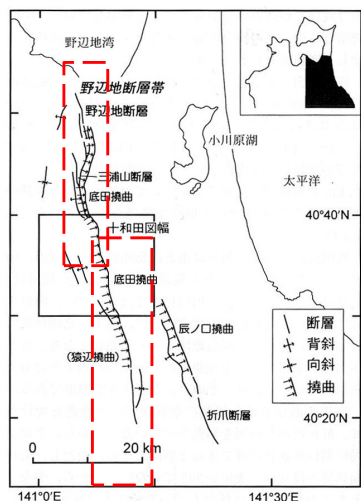 野辺地湾
野辺地断層帯
野辺地断層
小川原湖
三浦山断層
底田撓曲
太平洋
十和田図幅
40°40'
底田撓曲
辰ノ口撓曲
(猿辺撓曲)
折爪断層
断層
背斜
向斜
撓曲
40°20'
0 20 km
141°0'E
141°30'E